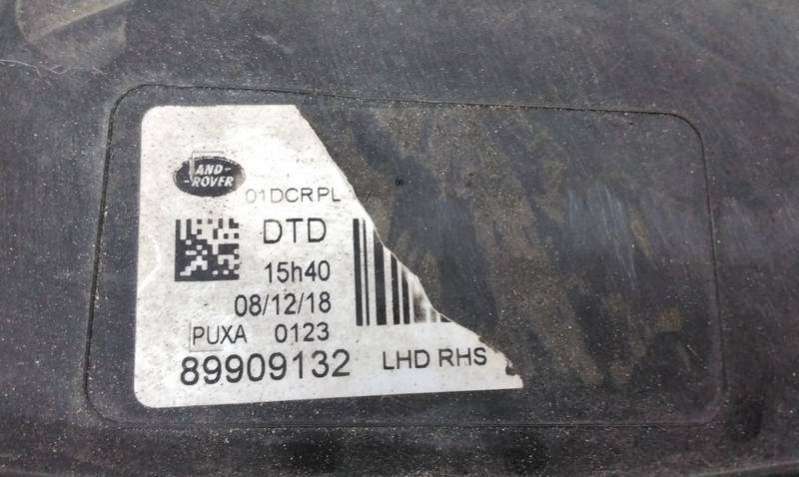 LAND-
-ROVER
01DCRPL
DTD
15h40
08/12/18
PUXA 0123
89909132 LHD RHS